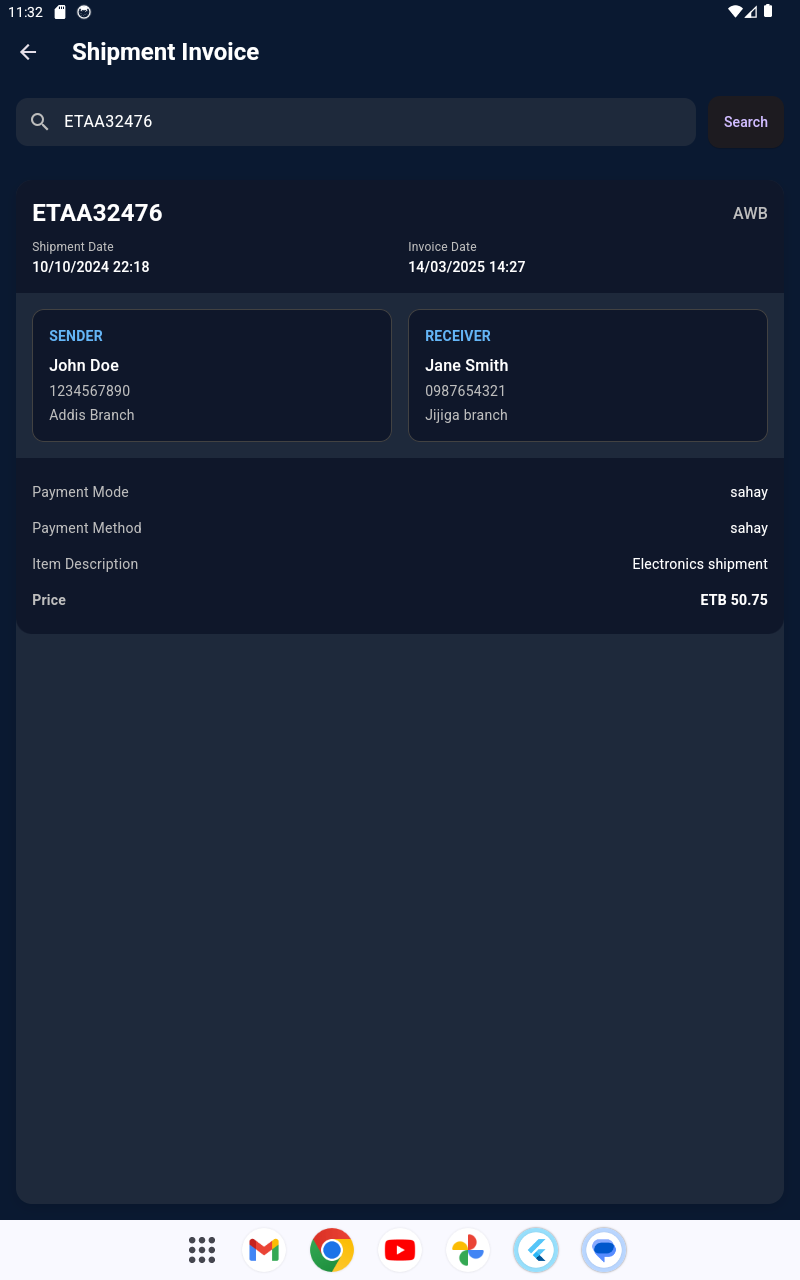 11:32
Shipment Invoice
ETAA32476
Search
ETAA32476
AWB
Shipment Date
Invoice Date
10/10/2024 22:18
14/03/2025 14:27
SENDER
John Doe
1234567890
Addis Branch
RECEIVER
Jane Smith
0987654321
Jijiga branch
Payment Mode
sahay
Payment Method
sahay
Item Description
Electronics shipment
Price
ETB 50.75